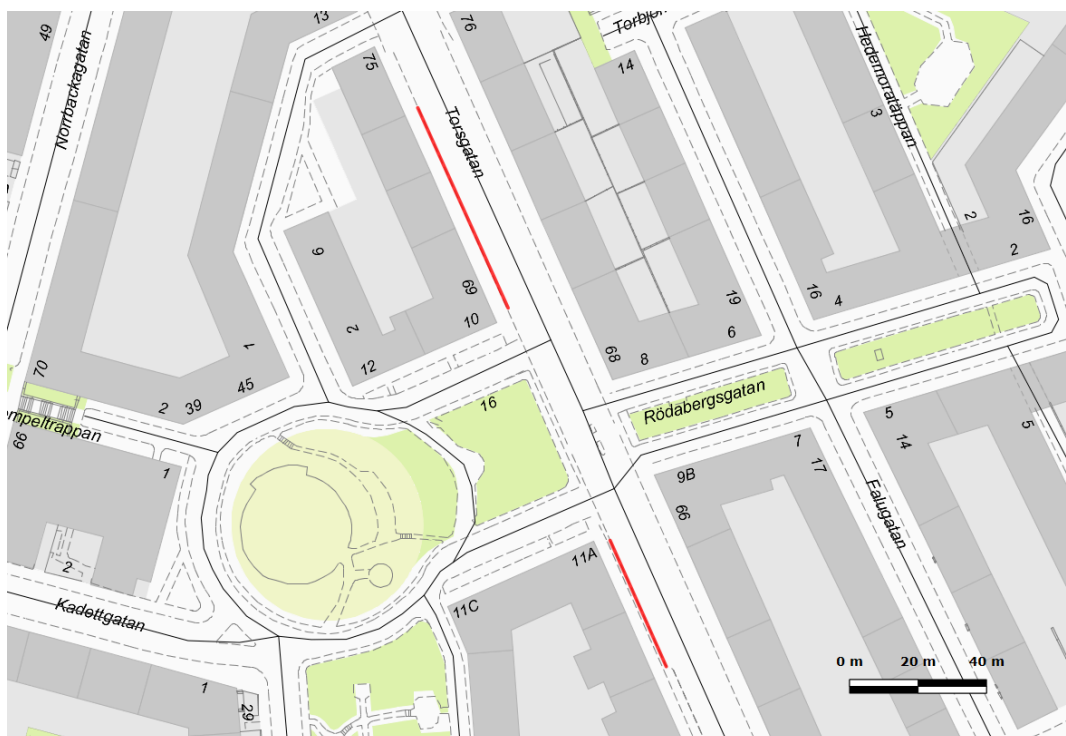 49
13
76
Torbjör
Norrbackagatan
75
Torsgatan
14
Hedemoratäppan
3
9
2
16
2
69
10
19
16
4
2
12
68
8
6
1
70
45
2
39
16
Rödabergsgatan
empeltrappan
66
1
7
17
5
14
5
9B
66
Falugatan
11A
2
11C
Kadettgatan
1
29
0 m
20 m
40 m